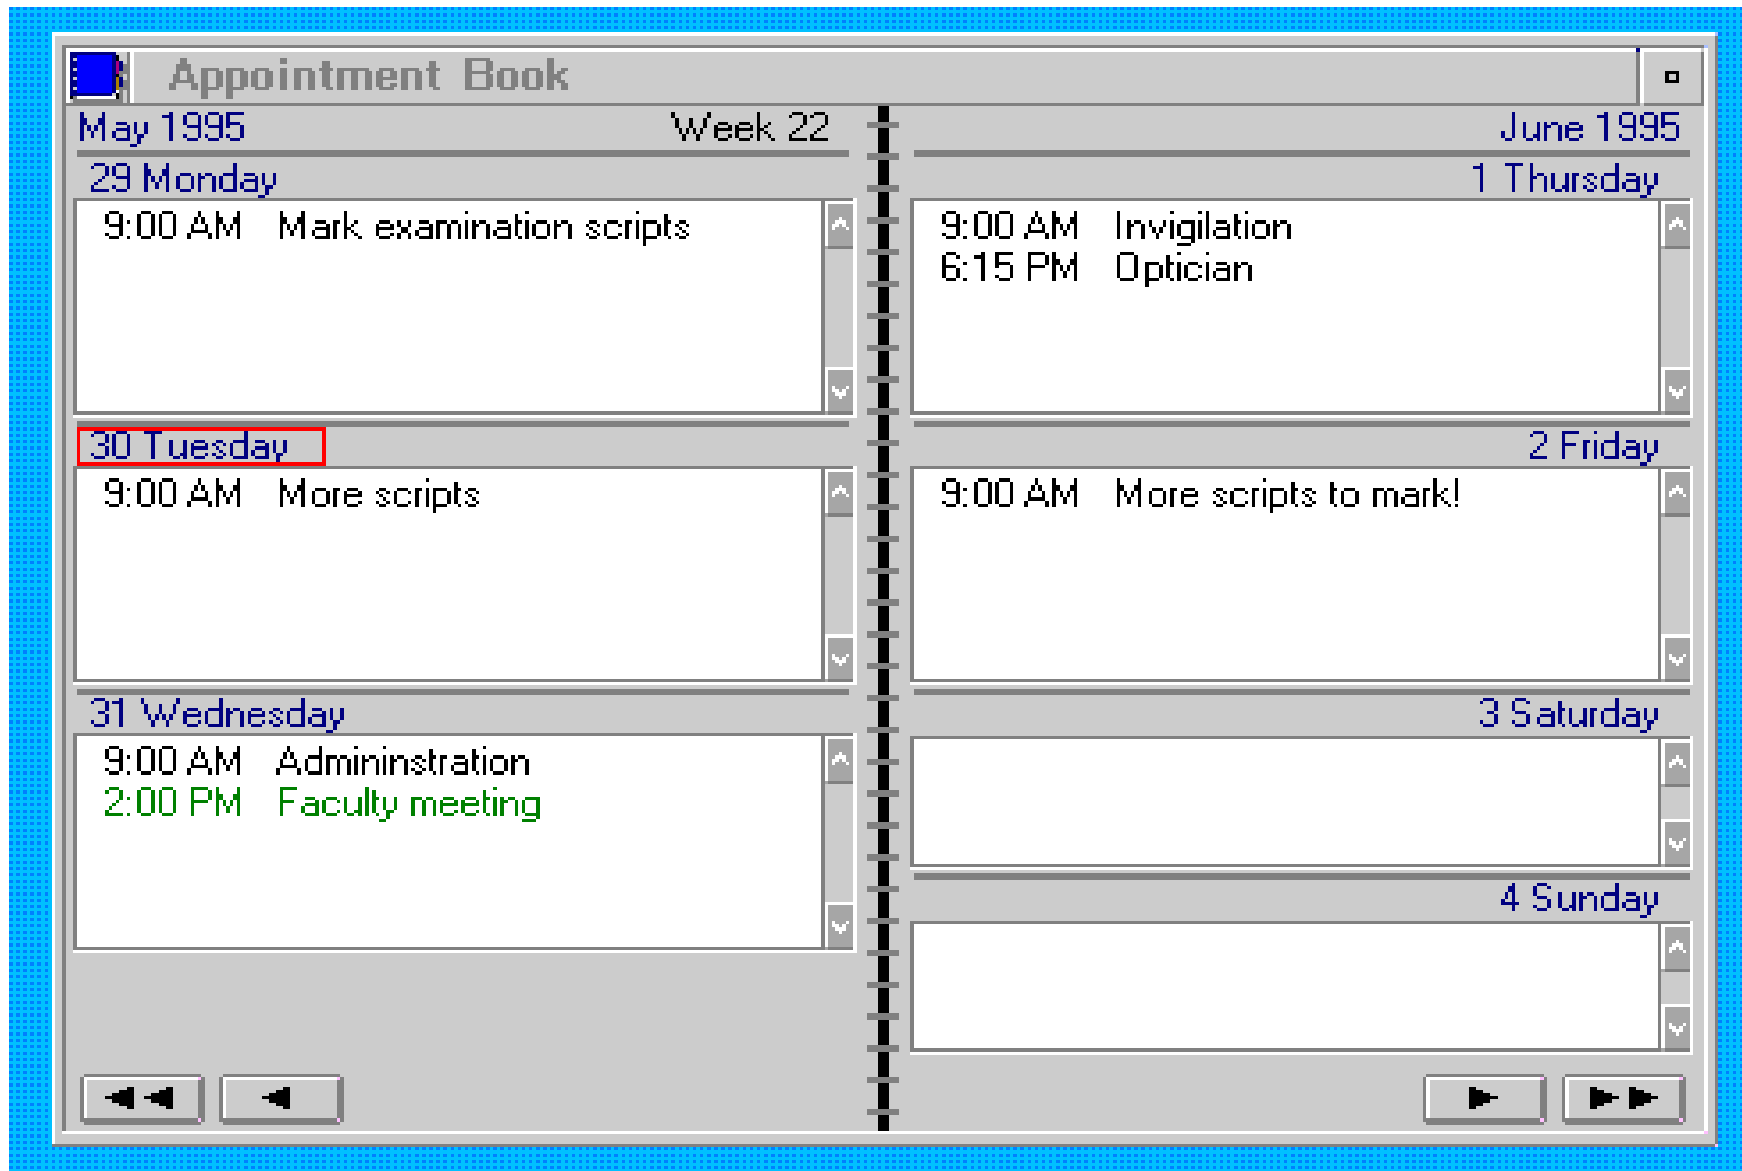 Appointment Book
May 1995 Week 22
29 Monday
9:00 AM Mark examination scripts
30 Tuesday
9:00 AM More scripts
31 Wednesday
9:00 AM Admininstration
2:00 PM Faculty meeting
June 1995
1 Thursday
9:00 AM Invigilation
6:15 PM Optician
2 Friday
9:00 AM More scripts to mark!
3 Saturday
4 Sunday